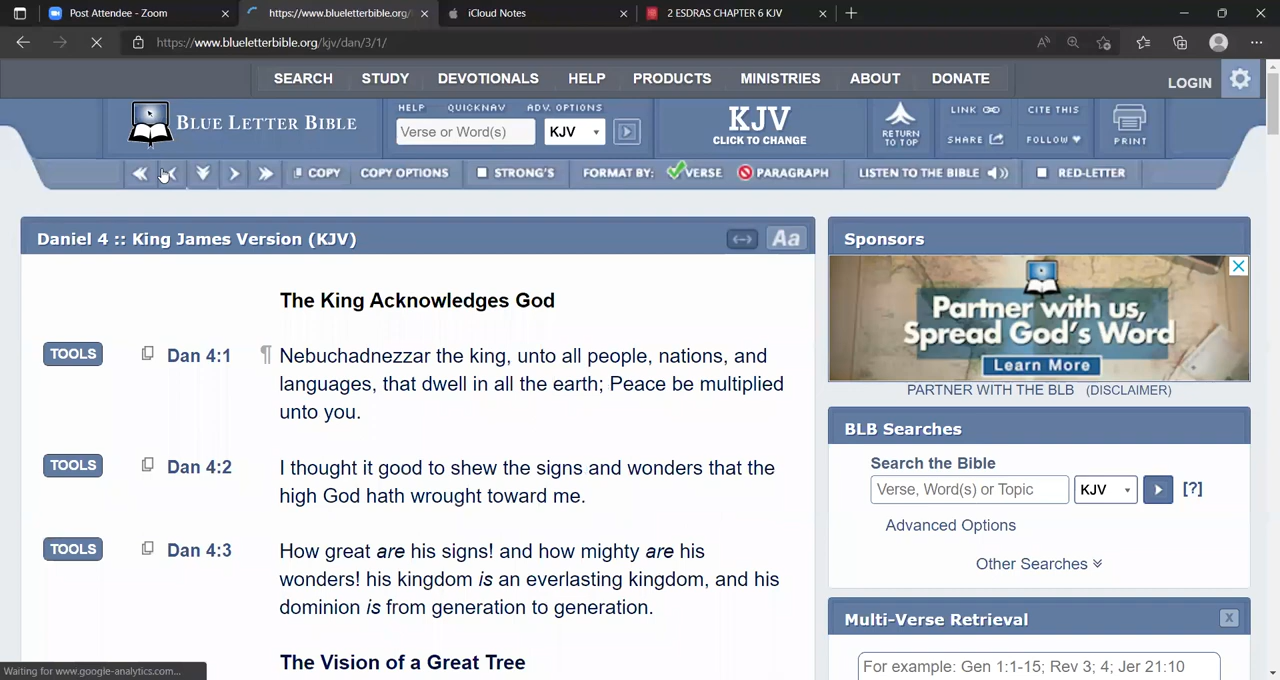 Post Attendee - Zoom
https://www.blueletterbible.org/
iCloud Notes
2 ESDRAS CHAPTER 6 KJV
https://www.blueletterbible.org/kjv/dan/3/1/
SEARCH STUDY DEVOTIONALS HELP PRODUCTS MINISTRIES ABOUT DONATE
LOGIN
BLUE LETTER BIBLE
HELP QUICKNAV ADV. OPTIONS
Verse or Word(s) KJV
KJV
CLICK TO CHANGE
RETURN
TO TOP
LINK CITE THIS
SHARE FOLLOW
PRINT
COPY COPY OPTIONS STRONG'S FORMAT BY: VERSE PARAGRAPH LISTEN TO THE BIBLE RED-LETTER
Daniel 4 :: King James Version (KJV)
Aa
The King Acknowledges God
TOOLS Dan 4:1 ¶ Nebuchadnezzar the king, unto all people, nations, and
languages, that dwell in all the earth; Peace be multiplied
unto you.
TOOLS Dan 4:2 I thought it good to shew the signs and wonders that the
high God hath wrought toward me.
TOOLS Dan 4:3 How great are his signs! and how mighty are his
wonders! his kingdom is an everlasting kingdom, and his
dominion is from generation to generation.
The Vision of a Great Tree
Sponsors
Partner with us,
Spread God's Word
Learn More
PARTNER WITH THE BLB (DISCLAIMER)
BLB Searches
Search the Bible
Verse, Word(s) or Topic KJV [?]
Advanced Options
Other Searches
Multi-Verse Retrieval X
For example: Gen 1:1-15; Rev 3; 4; Jer 21:10
Waiting for www.google-analytics.com...